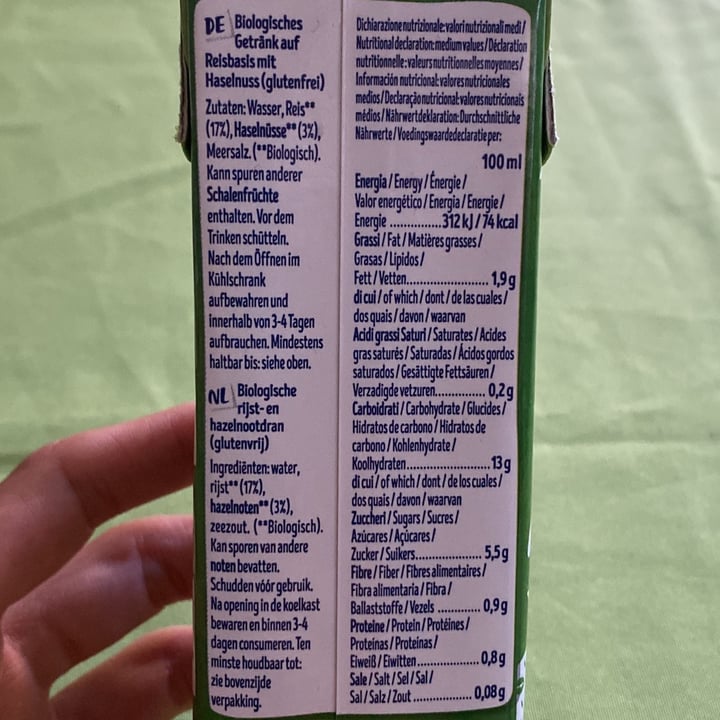 DE Biologisches
Getränk auf
Reisbasis mit
Haselnuss (glutenfrei)
Zutaten: Wasser, Reis**
(17%), Haselnüsse** (3%),
Meersalz. (**Biologisch).
Kann spuren anderer
Schalenfrüchte
enthalten. Vor dem
Trinken schütteln.
Nach dem Öffnen im
Kühlschrank
aufbewahren und
innerhalb von 3-4 Tagen
aufbrauchen. Mindestens
haltbar bis: siehe oben.
NL Biologische
rijst- en
hazelnootdran
(glutenvrij)
Ingrediënten: water,
rijst** (17%),
hazelnoten** (3%),
zeezout. (**Biologisch).
Kan sporen van andere
noten bevatten.
Schudden vóór gebruik.
Na opening in de koelkast
bewaren en binnen 3-4
dagen consumeren. Ten
minste houdbaar tot:
zie bovenzijde
verpakking.
Dichiarazione nutrizionale: valori nutrizionali medi /
Nutritional declaration: medium values / Déclaration
nutritionnelle: valeurs nutritionnelles moyennes /
Información nutricional: valores nutricionales
medios / Declaração nutricional: valores nutricionais
médios / Nährwertdeklaration: Durchschnittliche
Nährwerte / Voedingswaardedeclaratie per:
100 ml
Energia / Energy / Énergie /
Valor energético / Energia / Energie /
Energie ............... 312 kJ / 74 kcal
Grassi / Fat / Matières grasses /
Grasas / Lipidos /
Fett / Vetten........................ 1,9 g
di cui / of which / dont / de las cuales /
dos quais / davon / waarvan
Acidi grassi Saturi / Saturates / Acides
gras saturés / Saturadas / Ácidos gordos
saturados / Gesättigte Fettsäuren /
Verzadigde vetzuren.............. 0,2 g
Carboidrati / Carbohydrate / Glucides /
Hidratos de carbono / Hidratos de
carbono / Kohlenhydrate /
Koolhydraten........................ 13 g
di cui / of which / dont / de los cuales /
dos quais / davon / waarvan
Zuccheri / Sugars / Sucres /
Azúcares / Açúcares /
Zucker / Suikers.................... 5,5 g
Fibre / Fiber / Fibres alimentaires /
Fibra alimentaria / Fibra /
Ballaststoffe / Vezels ............ 0,9 g
Proteine / Protein / Protéines /
Proteínas / Proteínas /
Eiweiß / Eiwitten.................. 0,8 g
Sale / Salt / Sel / Sal /
Sal / Salz / Zout .................. 0,08 g